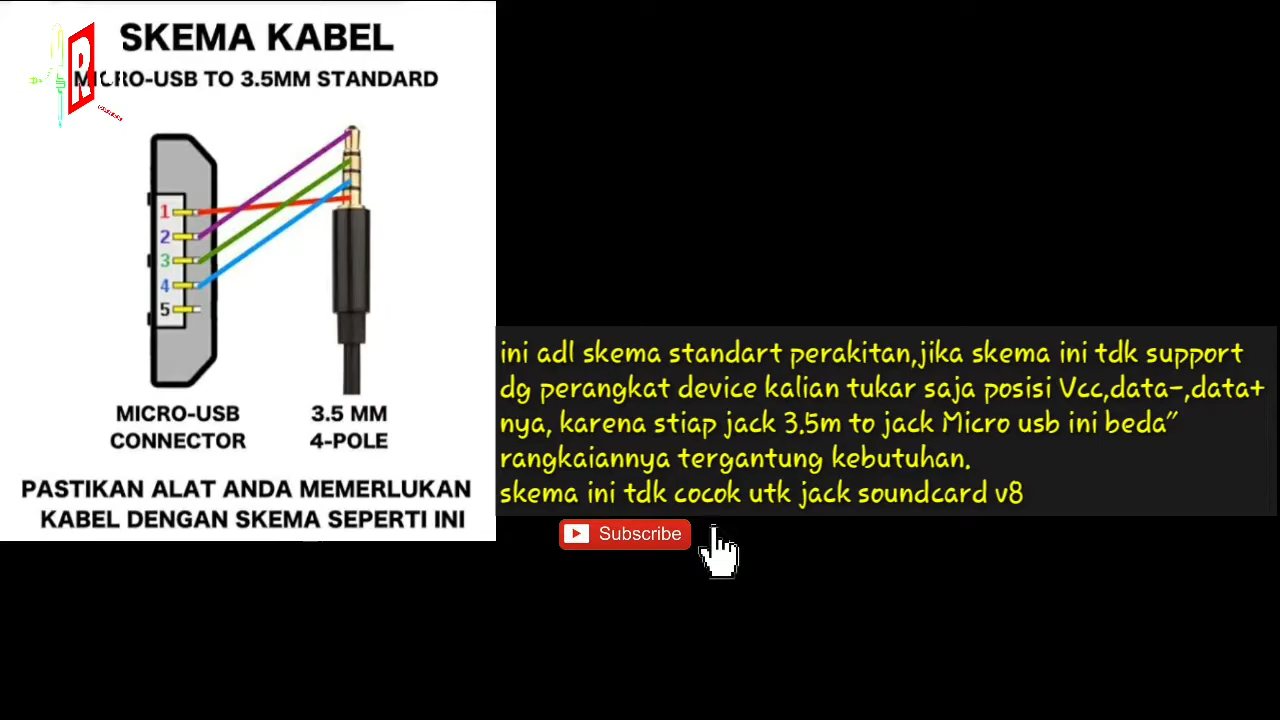 SKEMA KABEL
MICRO-USB TO 3.5MM STANDARD
R
1
2
3
4
5
MICRO-USB
CONNECTOR
3.5 MM
4-POLE
PASTIKAN ALAT ANDA MEMERLUKAN
KABEL DENGAN SKEMA SEPERTI INI
ini adl skema standart perakitan,jika skema ini tdk support
dg perangkat device kalian tukar saja posisi Vcc,data-,data+
nya, karena stiap jack 3.5m to jack Micro usb ini beda"
rangkaiannya tergantung kebutuhan.
skema ini tdk cocok utk jack soundcard v8
Subscribe